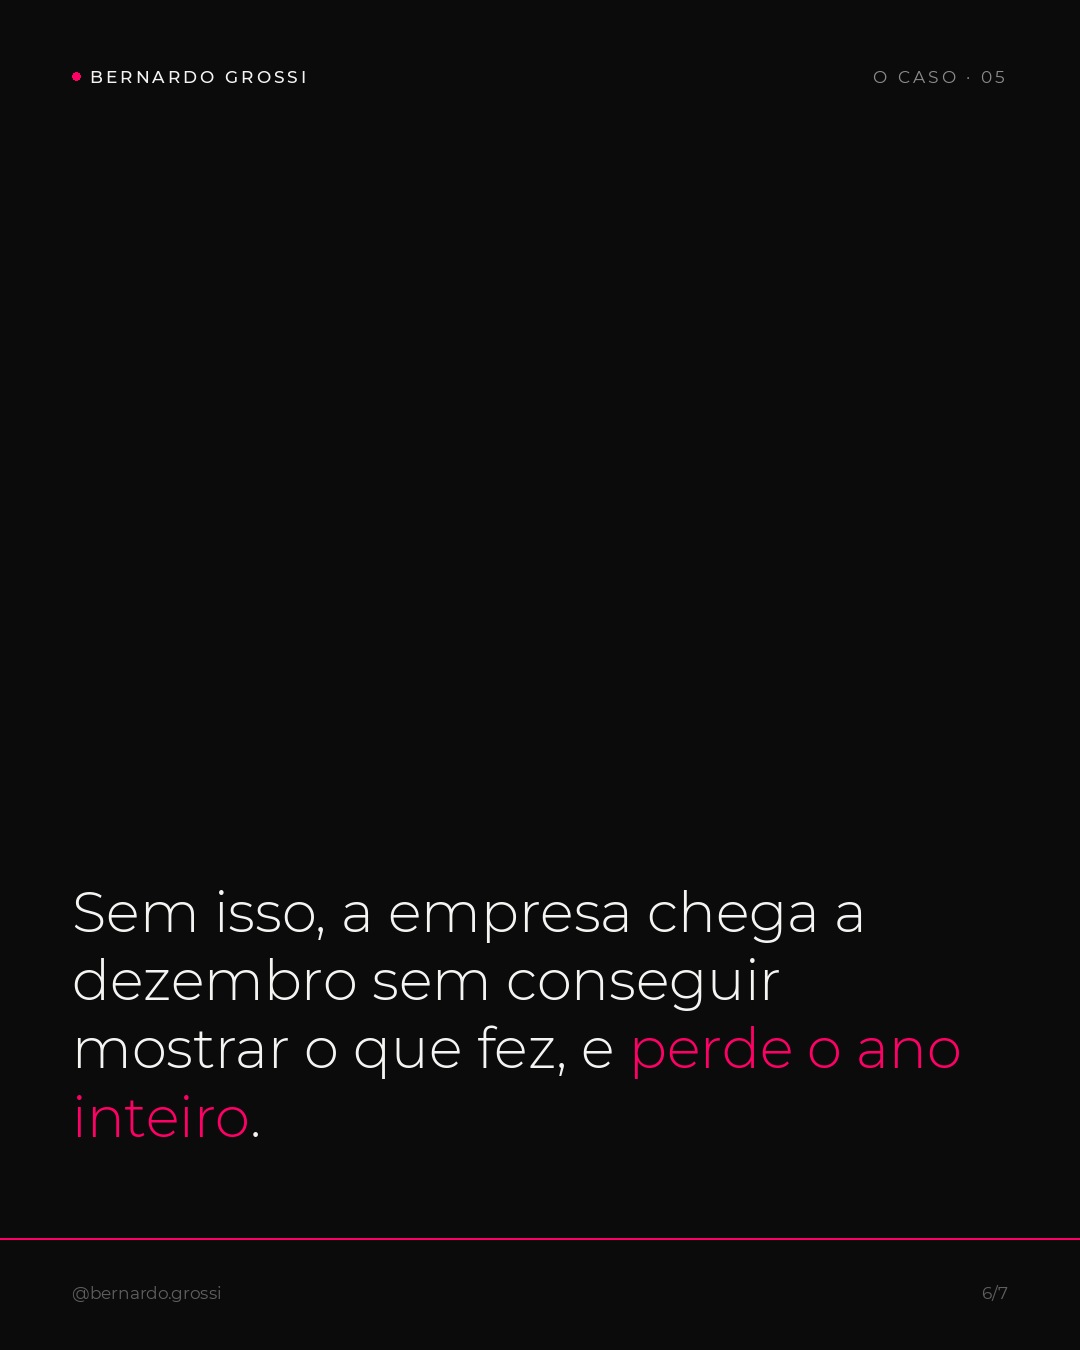 BERNARDO GROSSI
O CASO · 05
Sem isso, a empresa chega a
dezembro sem conseguir
mostrar o que fez, e perde o ano
inteiro.
@bernardo.grossi
6/7